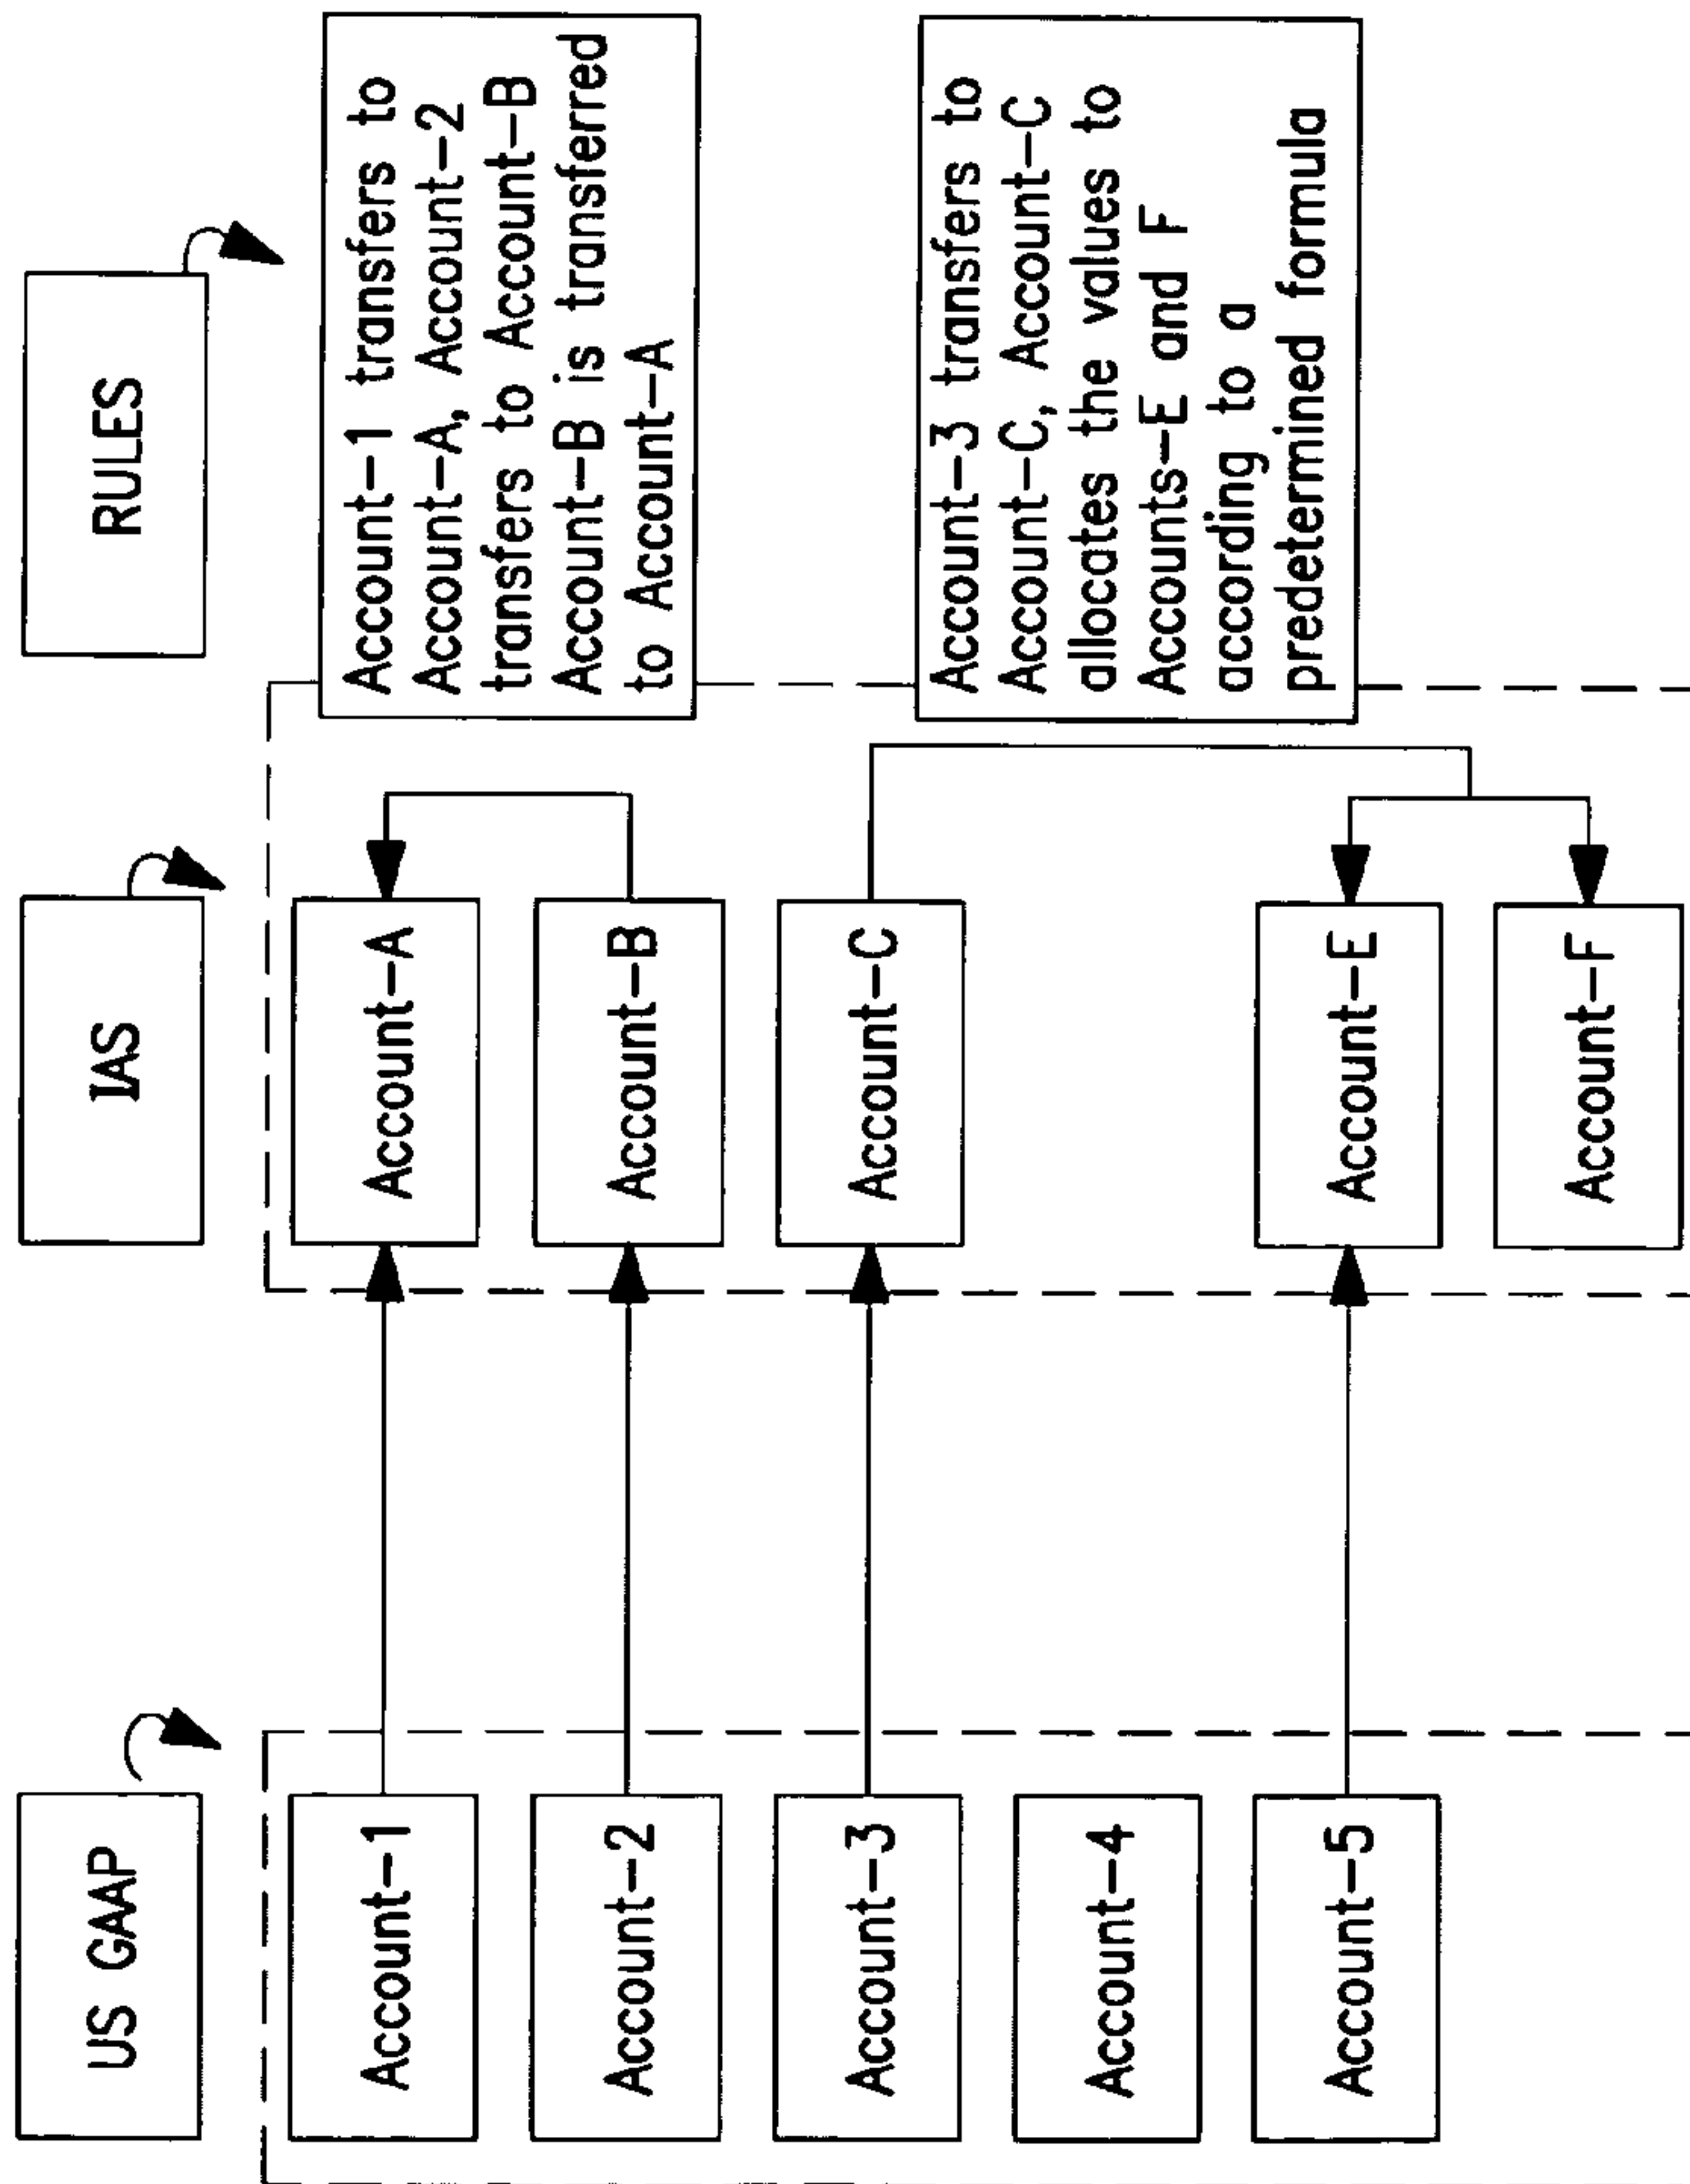 US GAAP
IAS
RULES
Account-1
Account-2
Account-3
Account-4
Account-5
Account-A
Account-B
Account-C
Account-E
Account-F
Account-1 transfers to
Account-A, Account-2
transfers to Account-B
Account-B is transferred
to Account-A
Account-3 transfers to
Account-C, Account-C
allocates the values to
Accounts-E and F
according to a
predetermined formula